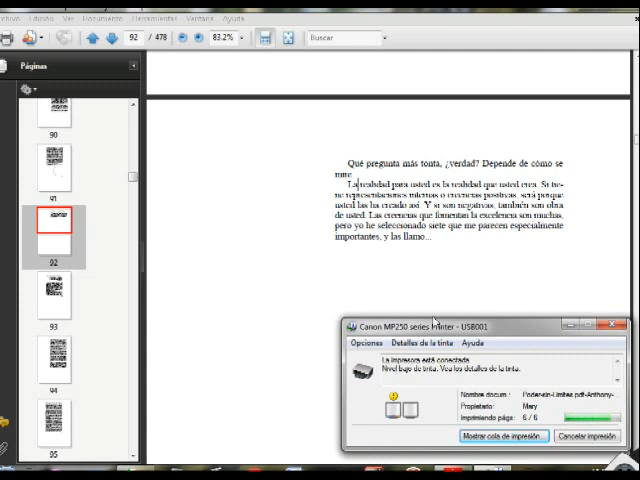 rchivo Edición Ver Documento Herramientas Ventana Ayuda
92 / 478 83.2% Buscar
Páginas
90
91
92
93
94
95
Qué pregunta más tonta, ¿verdad? Depende de cómo se
mire.
La realidad para usted es la realidad que usted crea. Si tie-
ne representaciones internas o creencias positivas, será porque
usted las ha creado así. Y si son negativas, también son obra
de usted. Las creencias que fomentan la excelencia son muchas,
pero yo he seleccionado siete que me parecen especialmente
importantes, y las llamo...
Canon MP250 series Printer - USB001
Opciones Detalles de la tinta Ayuda
La impresora está conectada.
Nivel bajo de tinta. Vea los detalles de la tinta.
Nombre docum.: Poder-sin-Limites.pdf-Anthony-...
Propietario: Mary
Imprimiendo págs: 6 / 6
Mostrar cola de impresión... Cancelar impresión